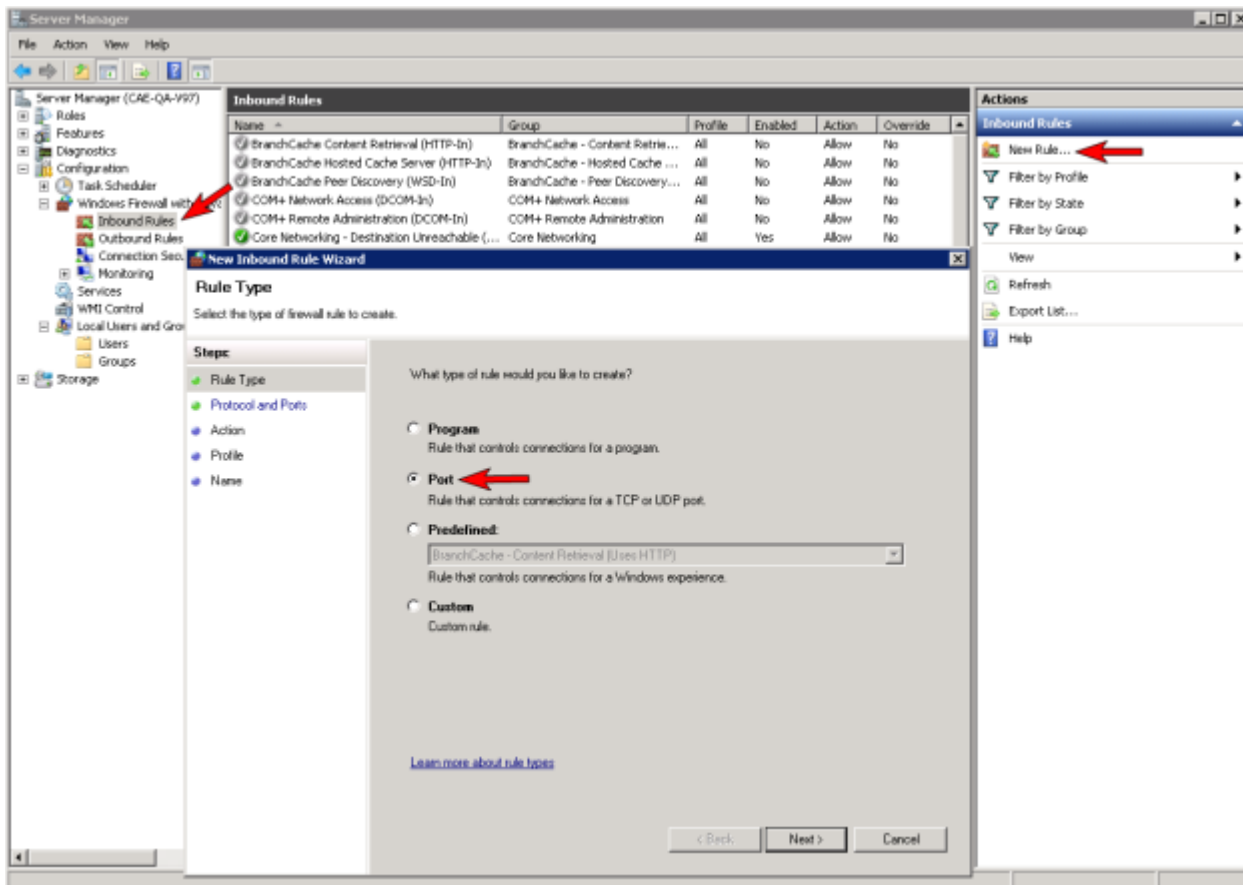 Server Manager
File Action View Help
Server Manager (CAE-QA-V97)
Roles
Features
Diagnostics
Configuration
Task Scheduler
Windows Firewall with
Inbound Rules
Outbound Rules
Connection Sec
Monitoring
Services
WMI Control
Local Users and Grou
Users
Groups
Storage
Inbound Rules
Name Group Profile Enabled Action Override
BranchCache Content Retrieval (HTTP-In) BranchCache - Content Retrie... All No Allow No
BranchCache Hosted Cache Server (HTTP-In) BranchCache - Hosted Cache ... All No Allow No
BranchCache Peer Discovery (WSD-In) BranchCache - Peer Discovery... All No Allow No
COM+ Network Access (DCOM-In) COM+ Network Access All No Allow No
COM+ Remote Administration (DCOM-In) COM+ Remote Administration All No Allow No
Core Networking - Destination Unreachable (... Core Networking All Yes Allow No
Actions
Inbound Rules
New Rule...
Filter by Profile
Filter by State
Filter by Group
View
Refresh
Export List...
Help
New Inbound Rule Wizard
Rule Type
Select the type of firewall rule to create.
Steps:
Rule Type
Protocol and Ports
Action
Profile
Name
What type of rule would you like to create?
Program
Rule that controls connections for a program.
Port
Rule that controls connections for a TCP or UDP port.
Predefined:
BranchCache - Content Retrieval (Uses HTTP)
Rule that controls connections for a Windows experience.
Custom
Custom rule.
Learn more about rule types
< Back Next > Cancel